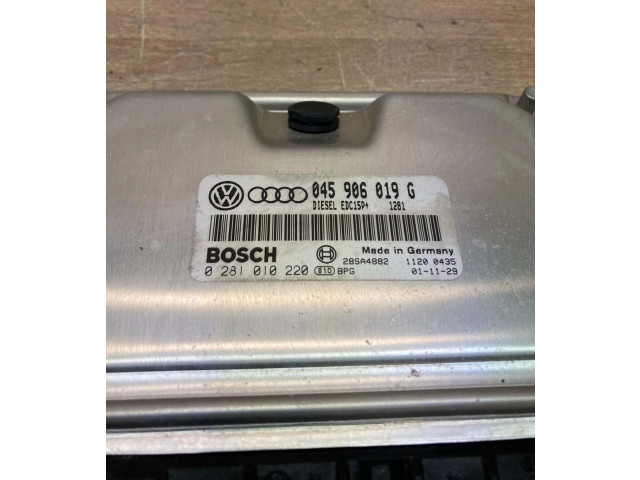 045 906 019 G
DIESEL EDC15P+ 1281
BOSCH
Made in Germany
28SA4882 1120 0435
0 281 010 220 810 BPG 01-11-29